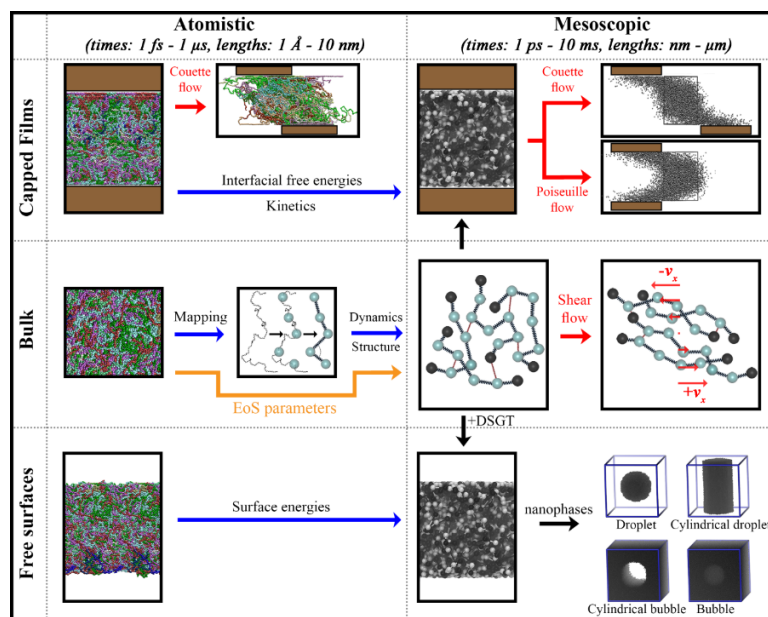 Atomistic
(times: 1 fs - 1 μs, lengths: 1 Å - 10 nm)
Mesoscopic
(times: 1 ps - 10 ms, lengths: nm - μm)
Capped Films
Couette
flow
Interfacial free energies
Kinetics
Couette
flow
Poiseuille
flow
Bulk
Mapping
Dynamics
Structure
EoS parameters
Shear
flow
-vₓ
+vₓ
+DSGT
Free surfaces
Surface energies
nanophases
Droplet
Cylindrical droplet
Cylindrical bubble
Bubble